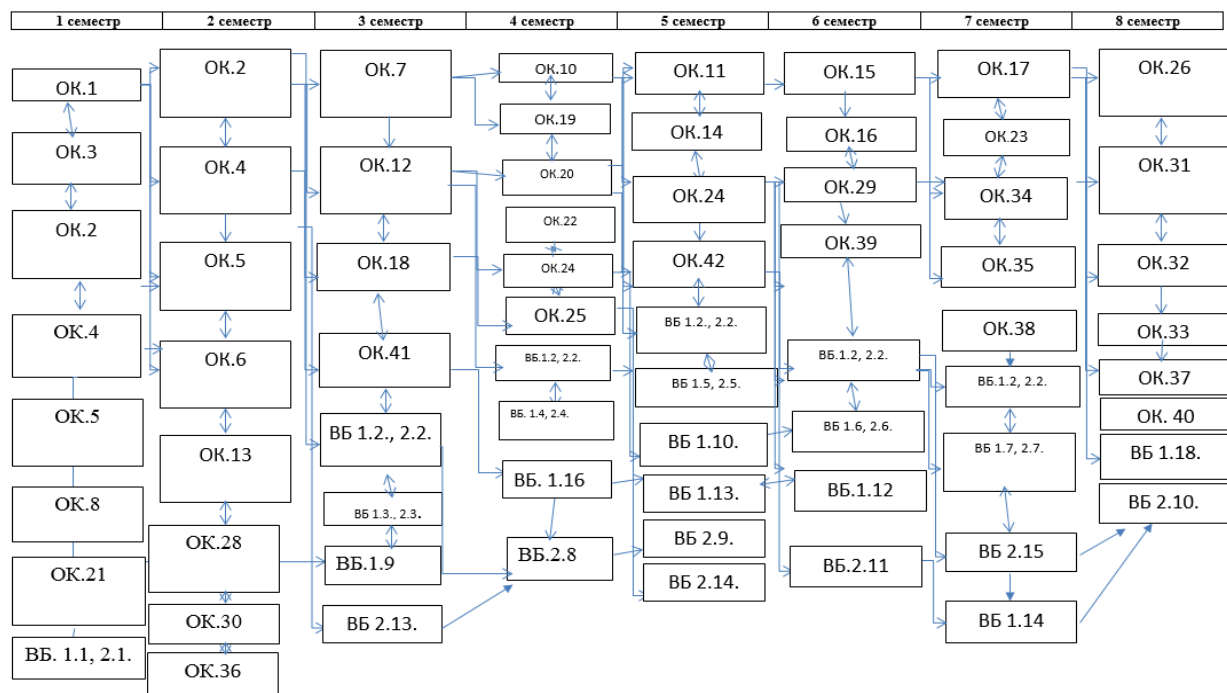 1 семестр
2 семестр
3 семестр
4 семестр
5 семестр
6 семестр
7 семестр
8 семестр
ОК.1
ОК.3
ОК.2
ОК.4
ОК.5
ОК.8
ОК.21
ВБ. 1.1, 2.1.
ОК.2
ОК.4
ОК.5
ОК.6
ОК.13
ОК.28
ОК.30
ОК.36
ОК.7
ОК.12
ОК.18
ОК.41
ВБ 1.2., 2.2.
ВБ 1.3., 2.3.
ВБ.1.9
ВБ 2.13.
ОК.10
ОК.19
ОК.20
ОК.22
ОК.24
ОК.25
ВБ.1.2, 2.2.
ВБ. 1.4, 2.4.
ВБ. 1.16
ВБ.2.8
ОК.11
ОК.14
ОК.24
ОК.42
ВБ 1.2., 2.2.
ВБ 1.5, 2.5.
ВБ 1.10.
ВБ 1.13.
ВБ 2.9.
ВБ 2.14.
ОК.15
ОК.16
ОК.29
ОК.39
ВБ.1.2, 2.2.
ВБ 1.6, 2.6.
ВБ.1.12
ВБ.2.11
ОК.17
ОК.23
ОК.34
ОК.35
ОК.38
ВБ.1.2, 2.2.
ВБ 1.7, 2.7.
ВБ 2.15
ВБ 1.14
ОК.26
ОК.31
ОК.32
ОК.33
ОК.37
ОК. 40
ВБ 1.18.
ВБ 2.10.